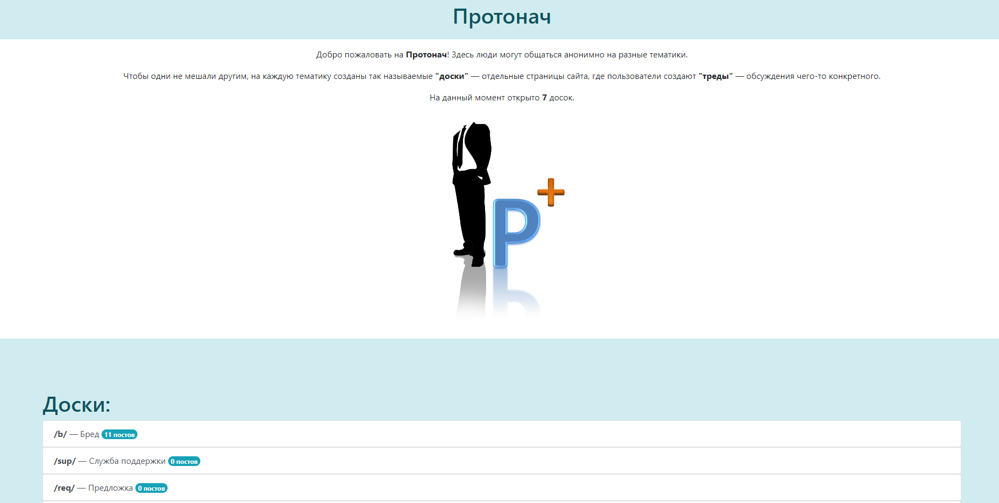 Протонач
Добро пожаловать на Протонач! Здесь люди могут общаться анонимно на разные тематики.
Чтобы одни не мешали другим, на каждую тематику созданы так называемые "доски" — отдельные страницы сайта, где пользователи создают "треды" — обсуждения чего-то конкретного.
На данный момент открыто 7 досок.
P+
Доски:
/b/ — Бред 11 постов
/sup/ — Служба поддержки 0 постов
/req/ — Предложка 0 постов